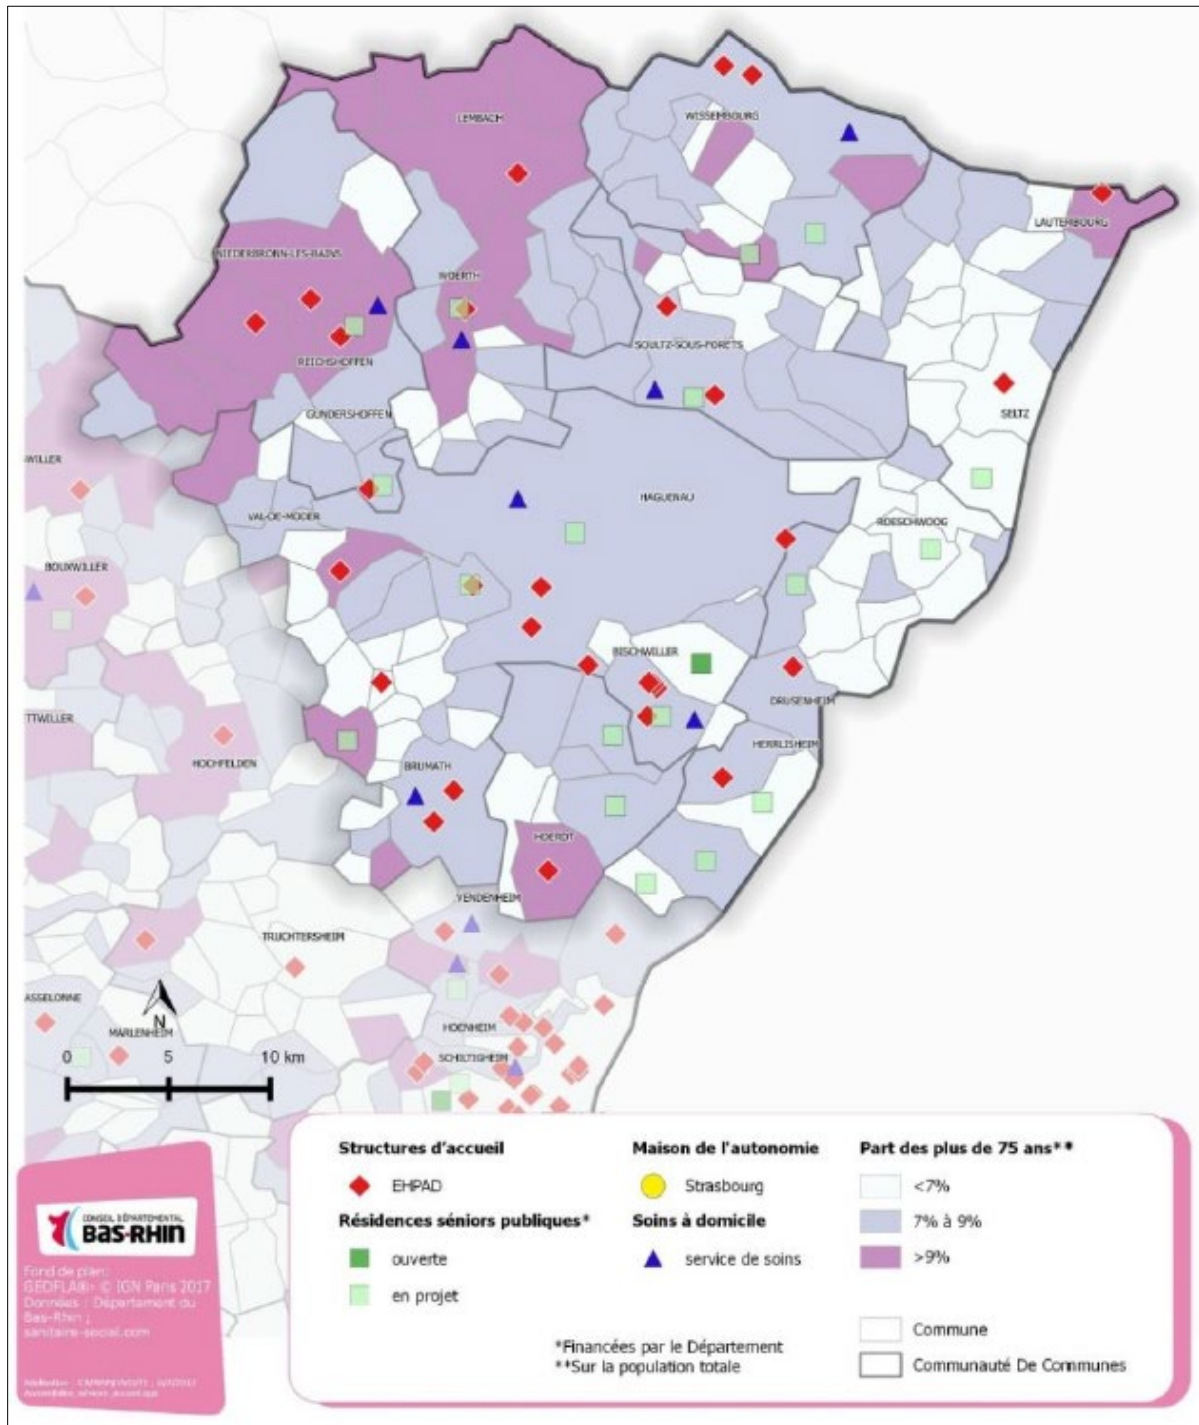 LEMBACH
WISSEMBOURG
LAUTERBOURG
NIEDERBRONN-LES-BAINS
WOERTH
REICHSHOFFEN
SOULTZ-SOUS-FORETS
GUNDERSHOFFEN
SELTZ
SWILLER
HAGUENAU
VAL-DE-MODER
ROESCHWOOG
BOUXWILLER
BISCHWILLER
DRUSENHEIM
TTWILLER
HERRLISHEIM
HOCHFELDEN
BRUMATH
HOERDT
VENDENHEIM
TRUCHTERSHEIM
ASSELONNE
MARLENHEIM
N
HOENHEIM
SCHILTIGHEIM
0 5 10 km
Structures d'accueil
EHPAD
Résidences séniors publiques*
ouverte
en projet
Maison de l'autonomie
Strasbourg
Soins à domicile
service de soins
Part des plus de 75 ans**
<7%
7% à 9%
>9%
*Financées par le Département
**Sur la population totale
Commune
Communauté De Communes
CONSEIL DÉPARTEMENTAL
BAS-RHIN
Fond de plan:
GEOFLA®- © IGN Paris 2017
Données : Département du
Bas-Rhin ;
sanitaire-social.com